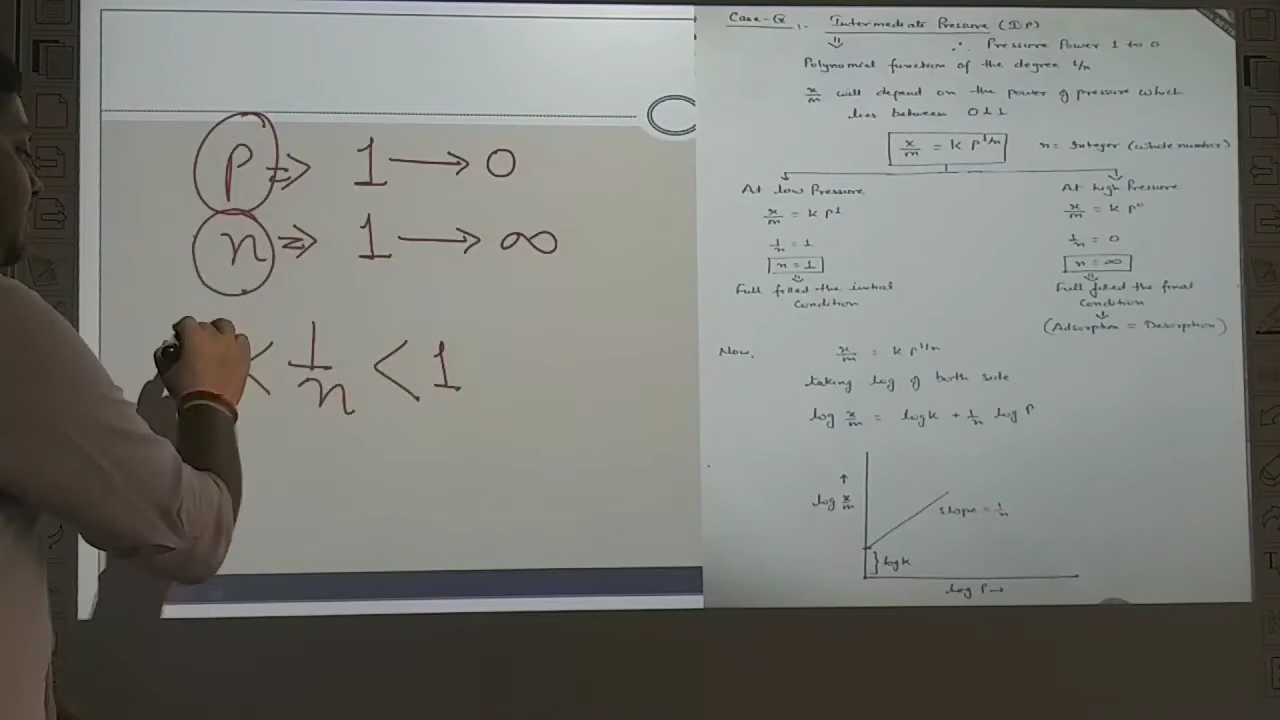 P => 1 → 0
n => 1 → ∞
< 1/n < 1
Case-2 :- Intermediate Pressure (IP)
⇓ ∴ Pressure Power 1 to 0
Polynomial function of the degree 1/n
x/m will depend on the power of pressure which
lies between 0 & 1
x/m = k P^1/n n = Integer (whole number)
At low Pressure
x/m = k P^1
1/n = 1
n = 1
⇓
Full filled the initial
condition
At high Pressure
x/m = k P^0
1/n = 0
n = ∞
⇓
Full filled the final
condition
↓
(Adsorption = Desorption)
Now, x/m = k P^1/n
taking log of both side
log x/m = log k + 1/n log P
↑
log x/m
slope = 1/n
} log k
log P →